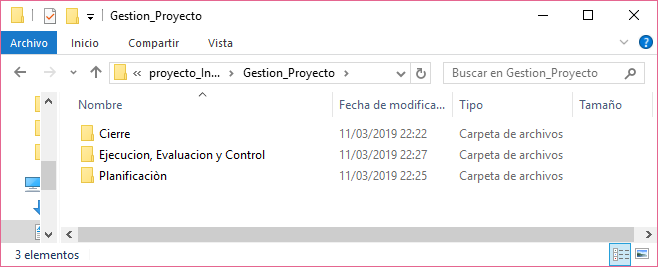 Gestion_Proyecto
Archivo Inicio Compartir Vista
« proyecto_In... > Gestion_Proyecto > Buscar en Gestion_Proyecto
Nombre Fecha de modifica... Tipo Tamaño
Cierre 11/03/2019 22:22 Carpeta de archivos
Ejecucion, Evaluacion y Control 11/03/2019 22:27 Carpeta de archivos
Planificaciòn 11/03/2019 22:25 Carpeta de archivos
3 elementos